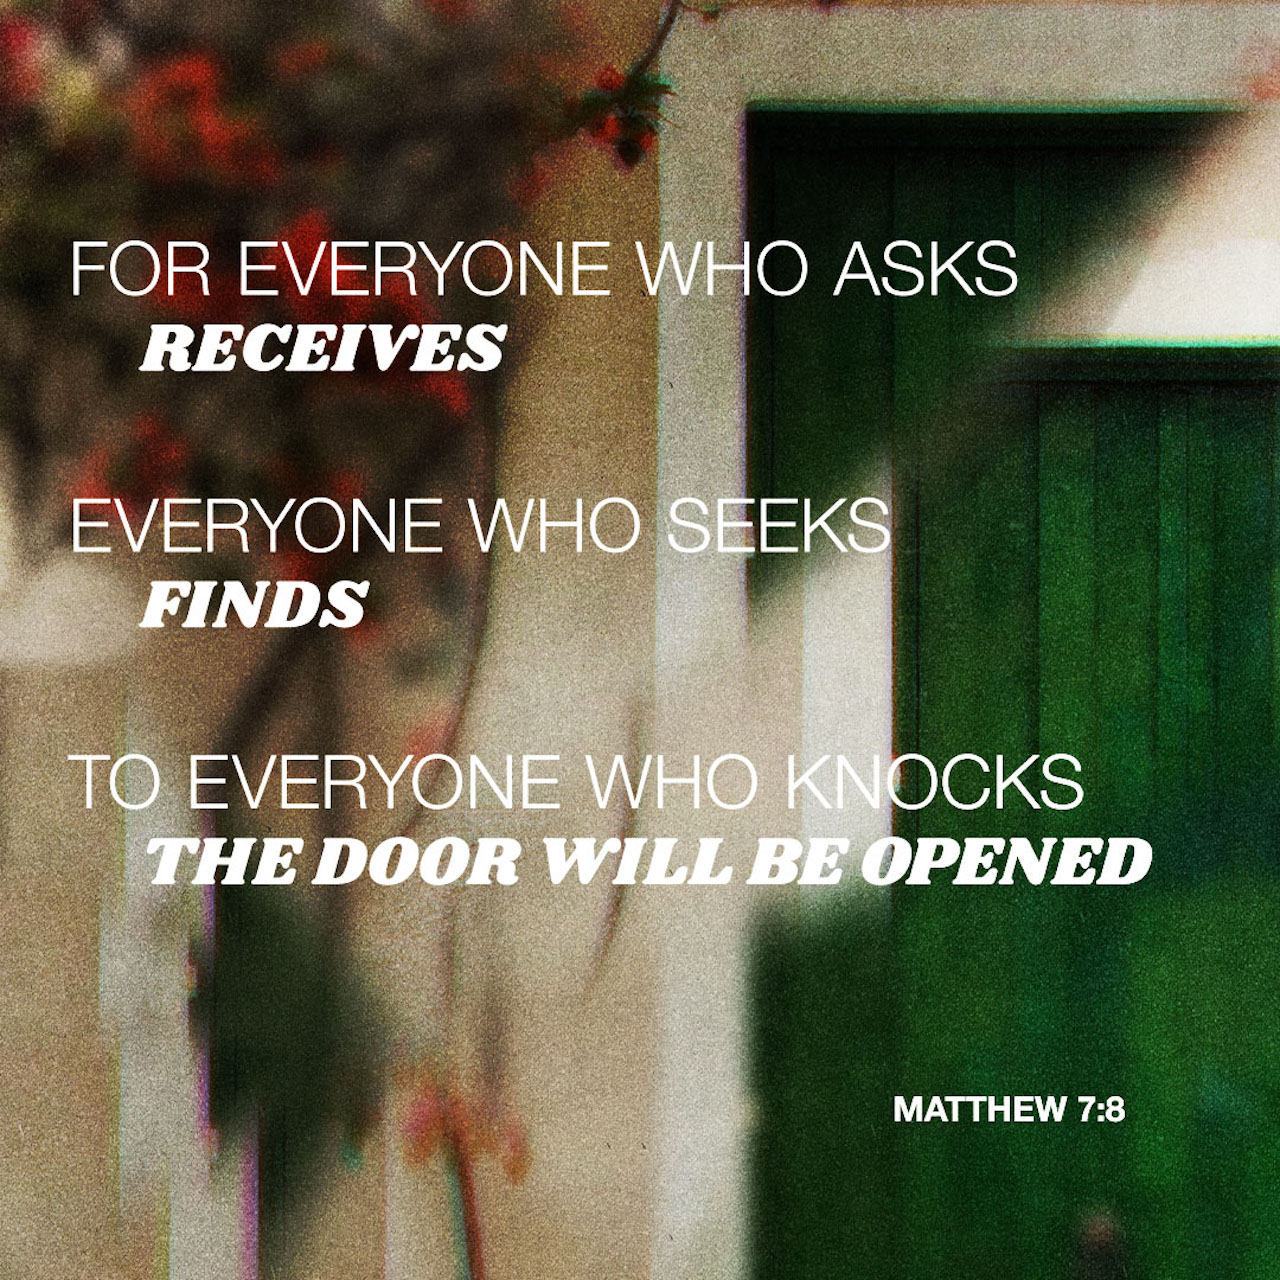 FOR EVERYONE WHO ASKS
RECEIVES
EVERYONE WHO SEEKS
FINDS
TO EVERYONE WHO KNOCKS
THE DOOR WILL BE OPENED
MATTHEW 7:8